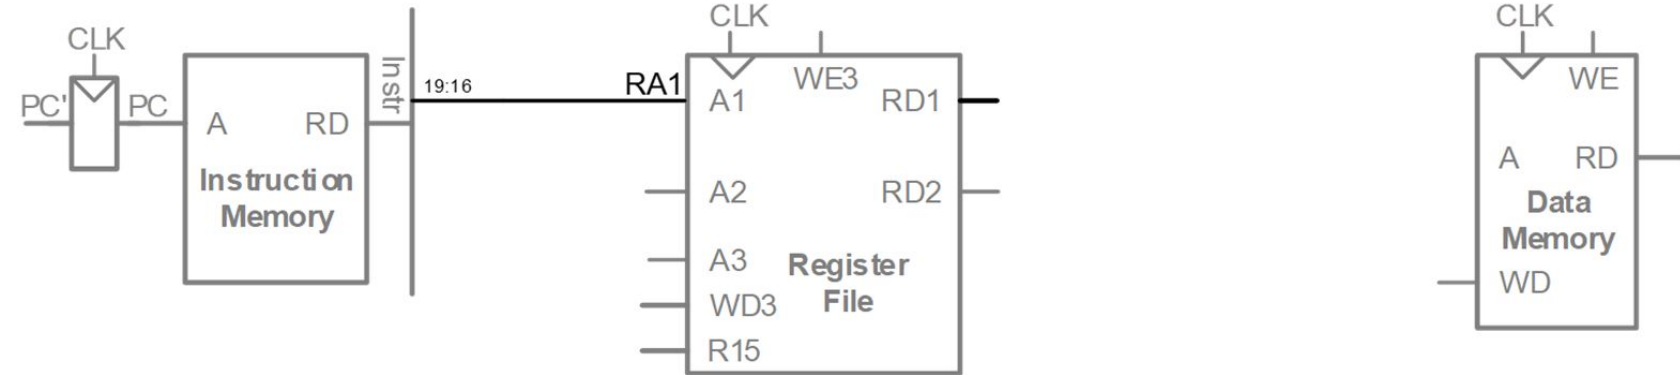 CLK
PC'
PC
A
RD
Instruction
Memory
Instr
19:16
RA1
CLK
WE3
A1
RD1
A2
RD2
A3
Register
File
WD3
R15
CLK
WE
A
RD
Data
Memory
WD